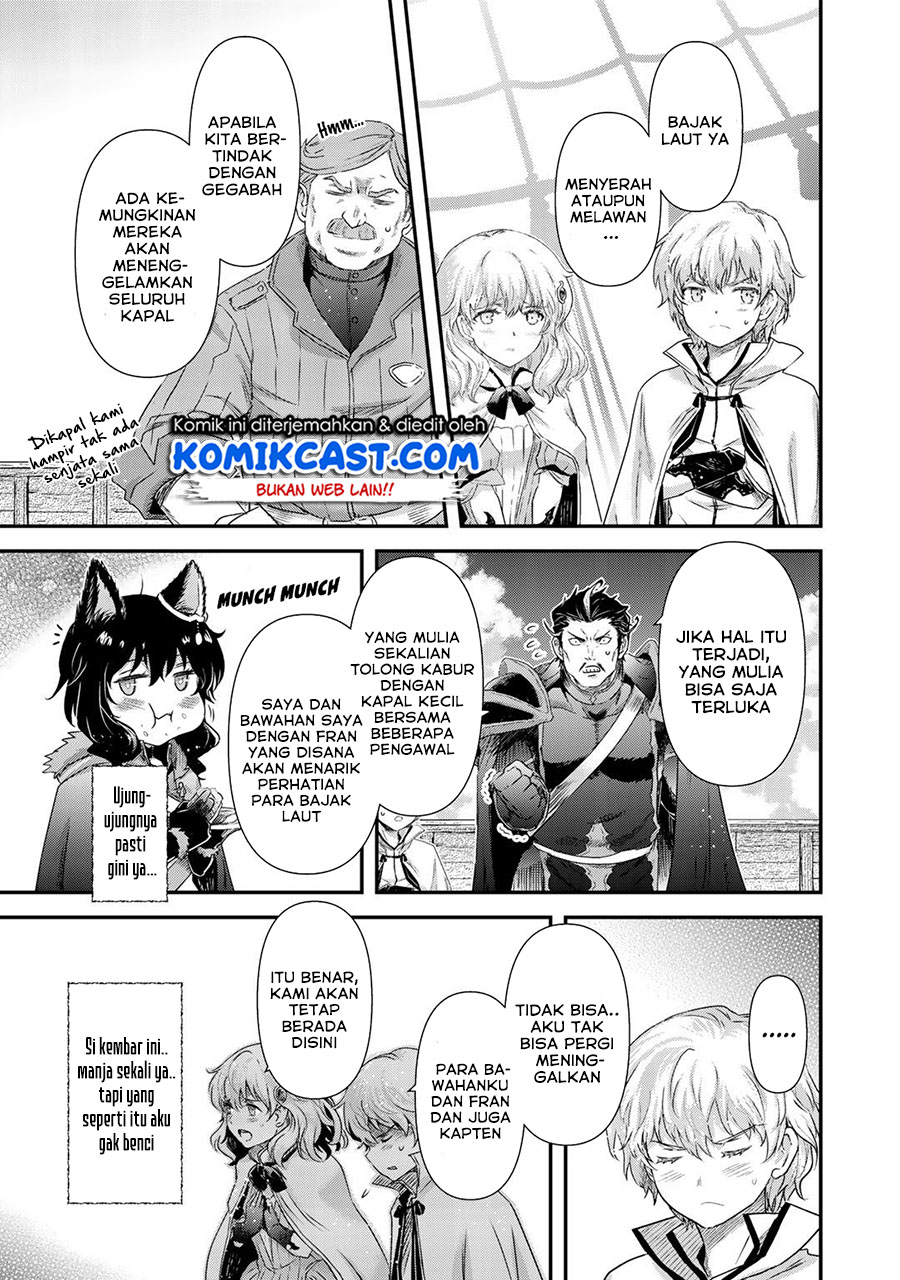 BAJAK
LAUT YA
MENYERAH
ATAUPUN
MELAWAN
...
Hmm...
APABILA
KITA BER-
TINDAK
DENGAN
GEGABAH
ADA KE-
MUNGKINAN
MEREKA
AKAN
MENENG-
GELAMKAN
SELURUH
KAPAL
Dikapal kami
hampir tak ada
senjata sama
sekali
Komik ini diterjemahkan & diedit oleh
KOMIKCAST.COM
BUKAN WEB LAIN!!
JIKA HAL ITU
TERJADI,
YANG MULIA
BISA SAJA
TERLUKA
YANG MULIA
SEKALIAN
TOLONG KABUR
DENGAN
KAPAL KECIL
BERSAMA
BEBERAPA
PENGAWAL
SAYA DAN
BAWAHAN SAYA
DENGAN FRAN
YANG DISANA
AKAN MENARIK
PERHATIAN
PARA BAJAK
LAUT
MUNCH MUNCH
Ujung-
ujungnya
pasti
gini ya...
.....
TIDAK BISA..
AKU TAK
BISA PERGI
MENING-
GALKAN
PARA BA-
WAHANKU
DAN FRAN
DAN JUGA
KAPTEN
ITU BENAR,
KAMI AKAN
TETAP
BERADA
DISINI
Si kembar ini..
manja sekali ya..
tapi yang
seperti itu aku
gak benci